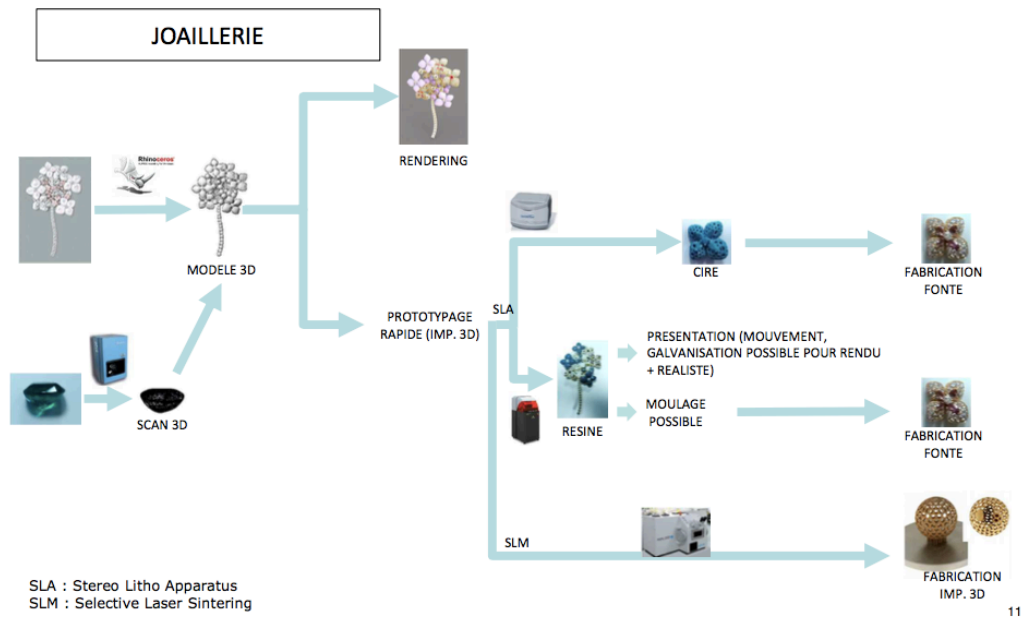 JOAILLERIE
RENDERING
Rhinoceros
MODELE 3D
SCAN 3D
PROTOTYPAGE
RAPIDE (IMP. 3D)
SLA
CIRE
FABRICATION
FONTE
PRESENTATION (MOUVEMENT,
GALVANISATION POSSIBLE POUR RENDU
+ REALISTE)
RESINE
MOULAGE
POSSIBLE
FABRICATION
FONTE
SLM
FABRICATION
IMP. 3D
SLA : Stereo Litho Apparatus
SLM : Selective Laser Sintering
11